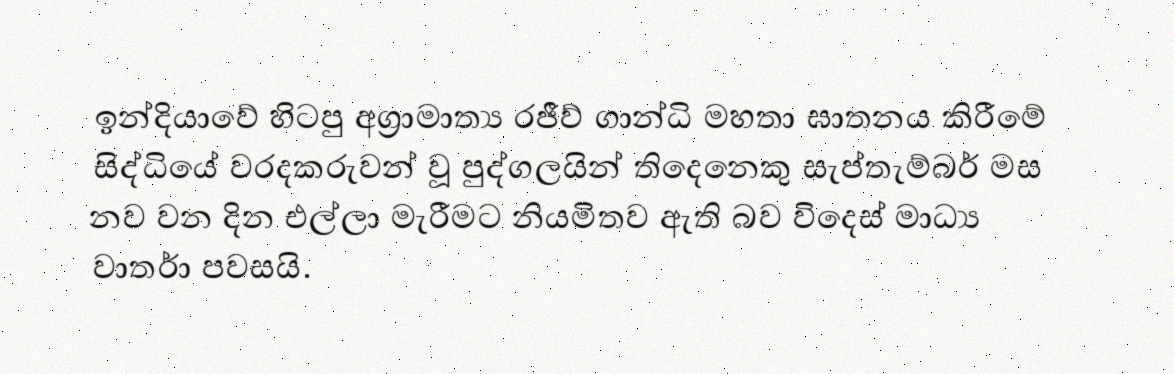 ඉන්දියාවේ හිටපු අග්‍රාමාත්‍ය රජීව් ගාන්ධි මහතා ඝාතනය කිරීමේ
සිද්ධියේ වරදකරුවන් වූ පුද්ගලයින් තිදෙනෙකු සැප්තැම්බර් මස
නව වන දින එල්ලා මැරීමට නියමිතව ඇති බව විදෙස් මාධ්‍ය
වාර්තා පවසයි.